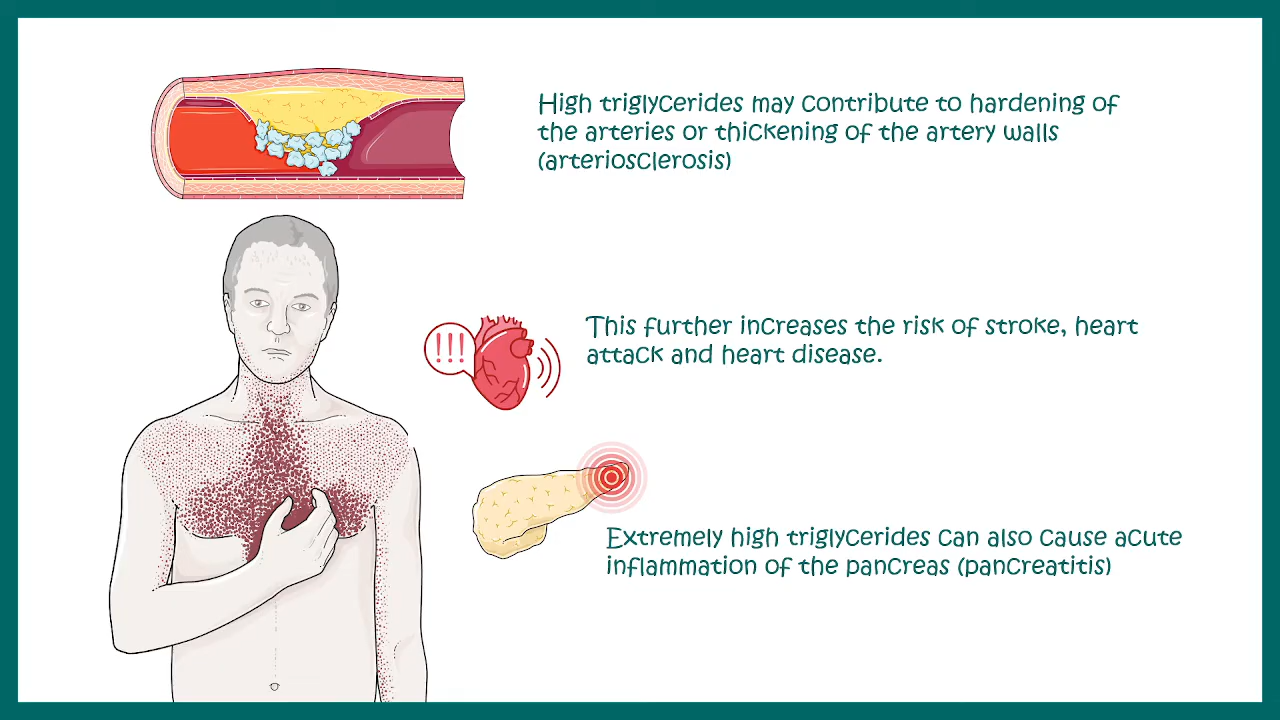 High triglycerides may contribute to hardening of
the arteries or thickening of the artery walls
(arteriosclerosis)
!!!
This further increases the risk of stroke, heart
attack and heart disease.
Extremely high triglycerides can also cause acute
inflammation of the pancreas (pancreatitis)